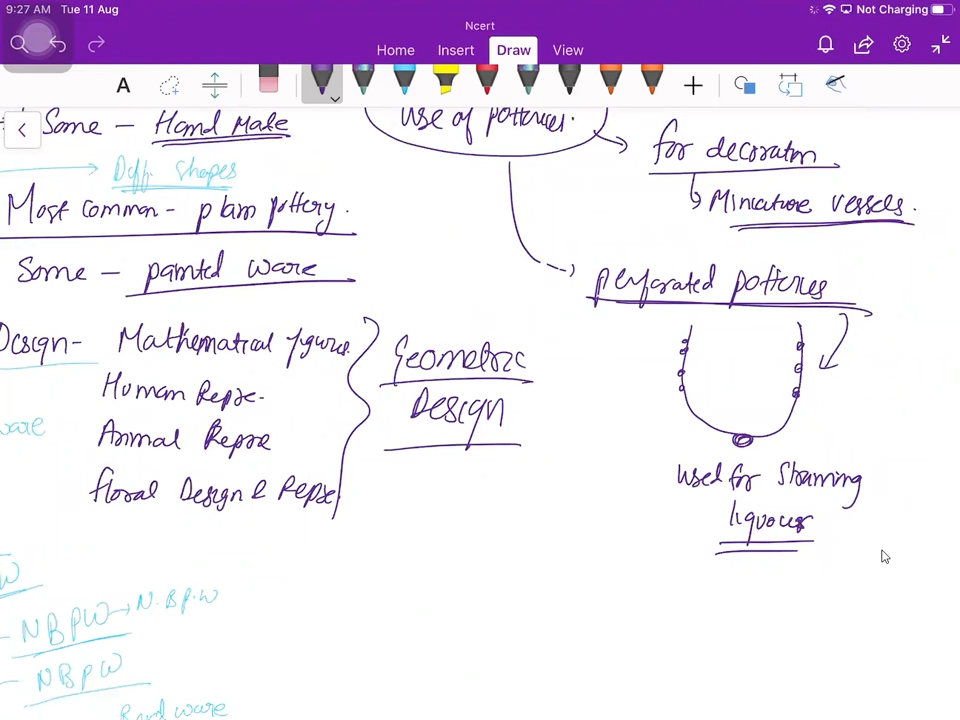 9:27 AM Tue 11 Aug
Not Charging
Ncert
Home Insert Draw View
Some - Hand Made
Diff. Shapes
Most common - plain pottery.
Some - painted ware
Design - Mathematical figures.
Human Repre.
Animal Repre
floral Design & Repre
Geometric
Design
ware
W
- NBPW → N.B.P.W
- NBPW
use of potteries.
for decoration
Miniature vessels.
perforated potteries
used for straining
liquours